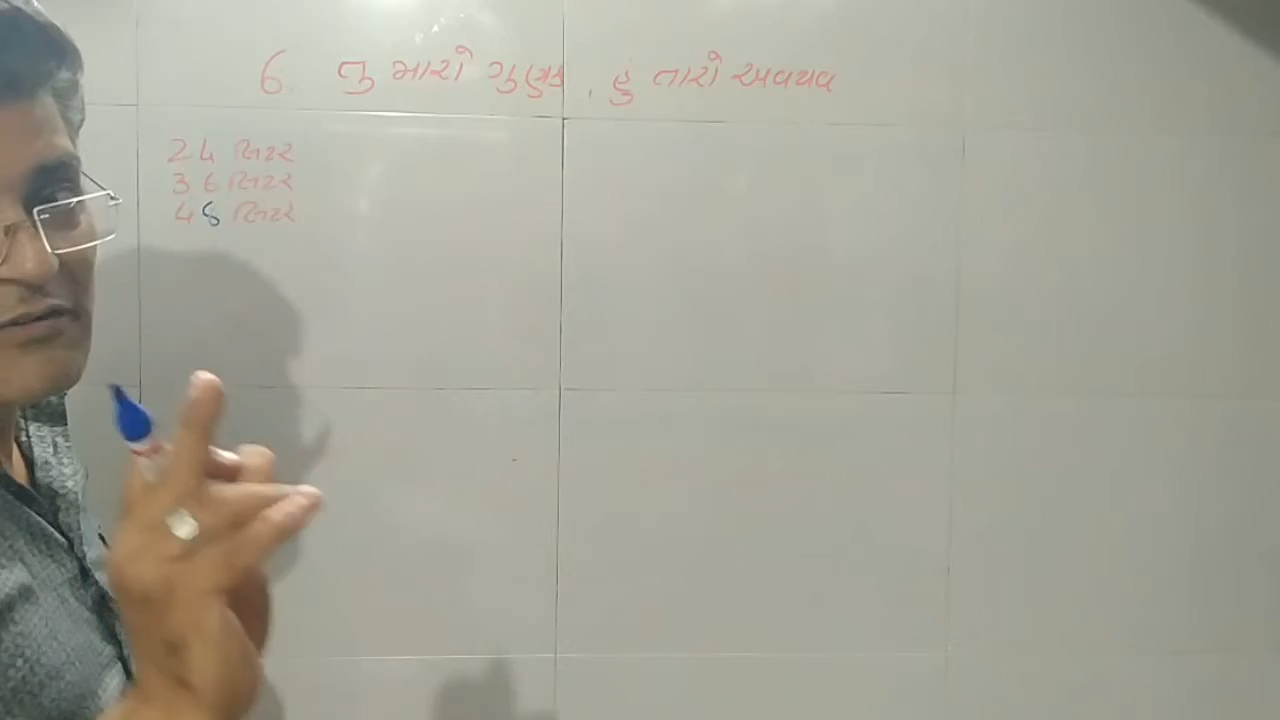 6 તુ મારો ગુણક, હું તારો અવયવ
24 લિટર
36 લિટર
48 લિટર